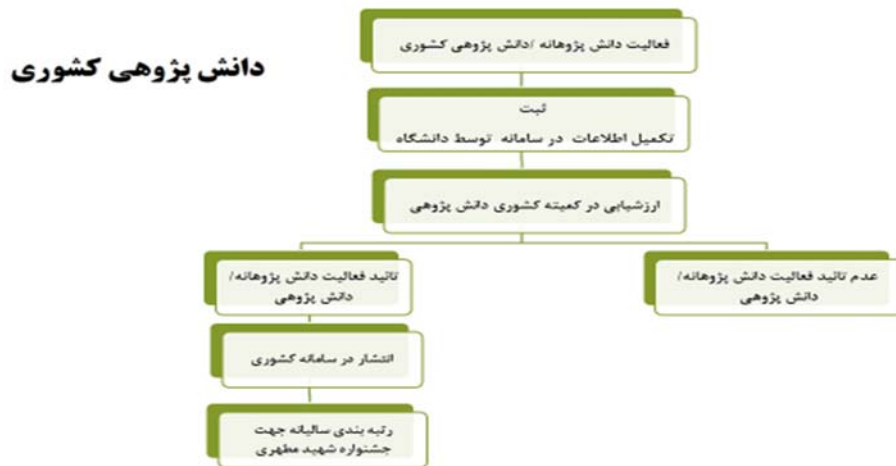 دانش پژوهی کشوری
فعالیت دانش پژوهانه /دانش پژوهی کشوری
ثبت
تکمیل اطلاعات در سامانه توسط دانشگاه
ارزشیابی در کمیته کشوری دانش پژوهی
عدم تائید فعالیت دانش پژوهانه/
دانش پژوهی
تائید فعالیت دانش پژوهانه/
دانش پژوهی
انتشار در سامانه کشوری
رتبه بندی سالیانه جهت
جشنواره شهید مطهری